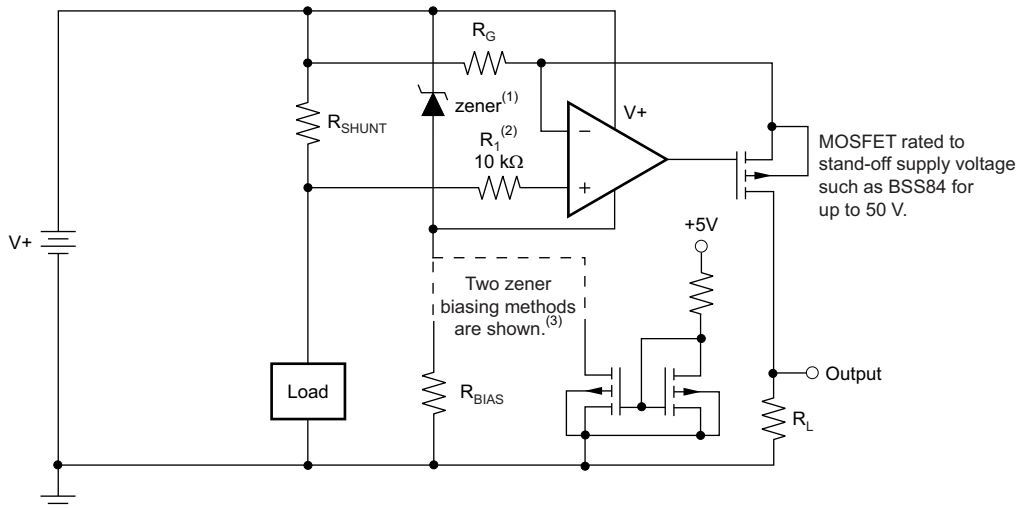 R_G
zener(1)
V+
R_SHUNT
R_1(2)
10 kΩ
−
+
MOSFET rated to
stand-off supply voltage
such as BSS84 for
up to 50 V.
V+
+5V
Two zener
biasing methods
are shown.(3)
Load
R_BIAS
Output
R_L